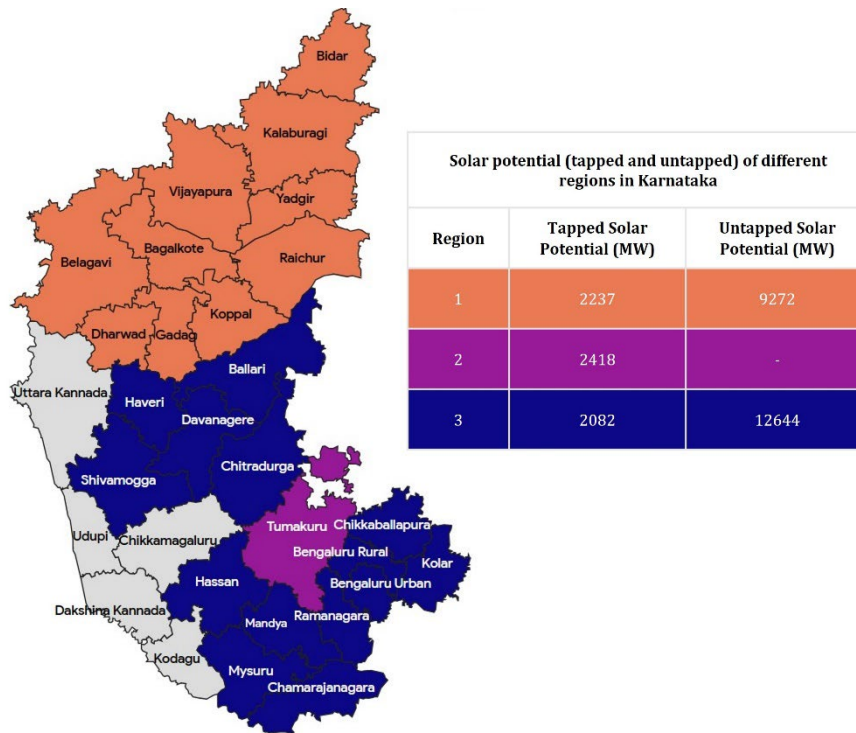 Bidar
Kalaburagi
Vijayapura
Yadgir
Bagalkote
Belagavi
Raichur
Koppal
Dharwad
Gadag
Ballari
Uttara Kannada
Haveri
Davanagere
Chitradurga
Shivamogga
Tumakuru
Chikkaballapura
Udupi
Chikkamagaluru
Bengaluru Rural
Kolar
Hassan
Bengaluru Urban
Dakshina Kannada
Ramanagara
Mandya
Kodagu
Mysuru
Chamarajanagara
Solar potential (tapped and untapped) of different
regions in Karnataka
Region
Tapped Solar
Potential (MW)
Untapped Solar
Potential (MW)
1 2237 9272
2 2418 -
3 2082 12644